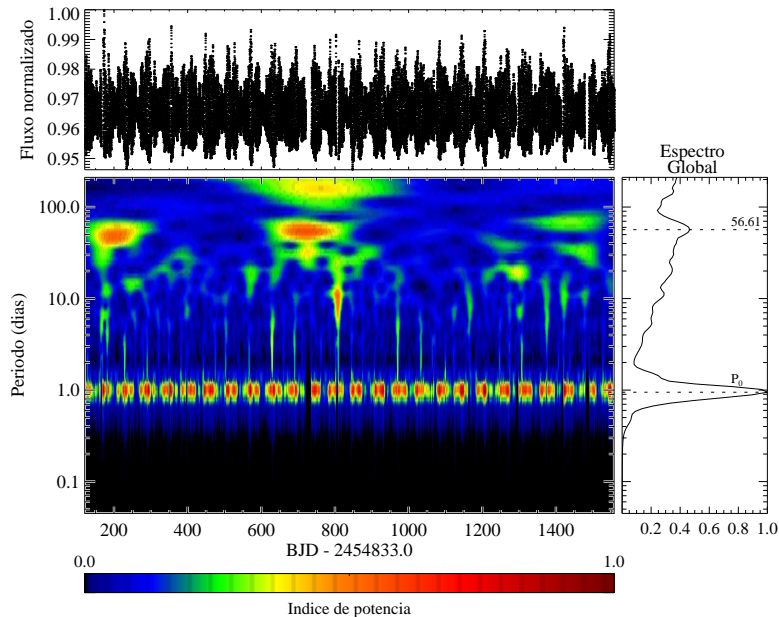 1.00
0.99
0.98
0.97
0.96
0.95
Fluxo normalizado
Espectro
Global
100.0
10.0
1.0
0.1
Periodo (dias)
56.61
P0
200 400 600 800 1000 1200 1400
BJD - 2454833.0
0.2 0.4 0.6 0.8 1.0
0.0 1.0
Indice de potencia